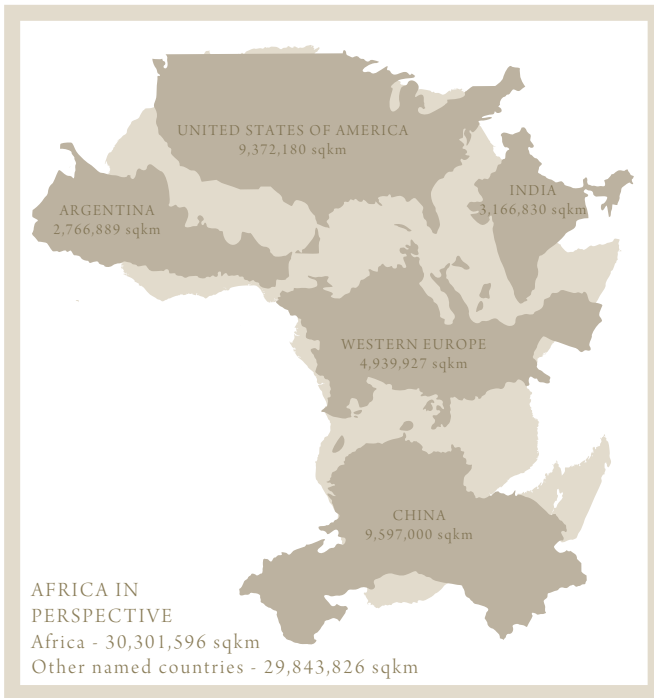 UNITED STATES OF AMERICA
9,372,180 sqkm
INDIA
3,166,830 sqkm
ARGENTINA
2,766,889 sqkm
WESTERN EUROPE
4,939,927 sqkm
CHINA
9,597,000 sqkm
AFRICA IN
PERSPECTIVE
Africa - 30,301,596 sqkm
Other named countries - 29,843,826 sqkm